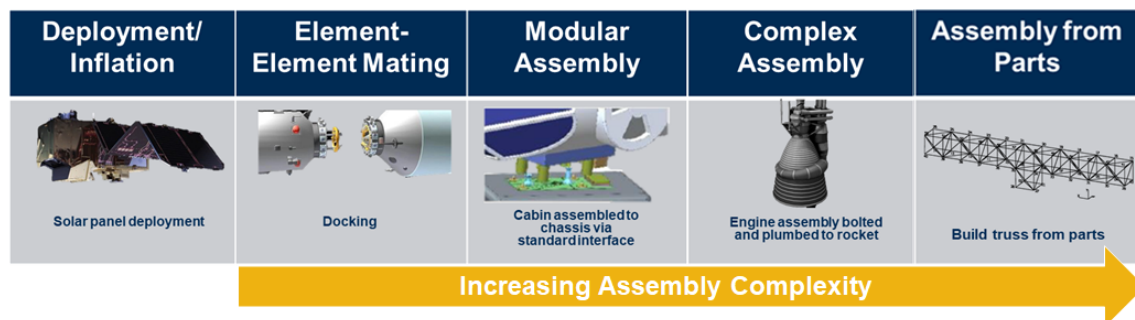 Deployment/
Inflation
Element-
Element Mating
Modular
Assembly
Complex
Assembly
Assembly from
Parts
Solar panel deployment
Docking
Cabin assembled to
chassis via
standard interface
Engine assembly bolted
and plumbed to rocket
Build truss from parts
Increasing Assembly Complexity